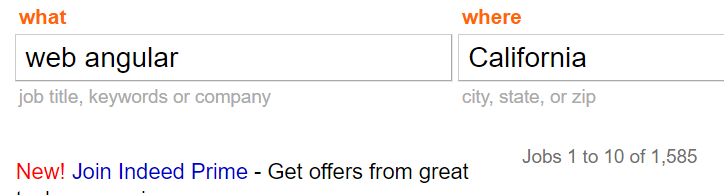 what where
web angular California
job title, keywords or company city, state, or zip
Jobs 1 to 10 of 1,585
New! Join Indeed Prime - Get offers from great